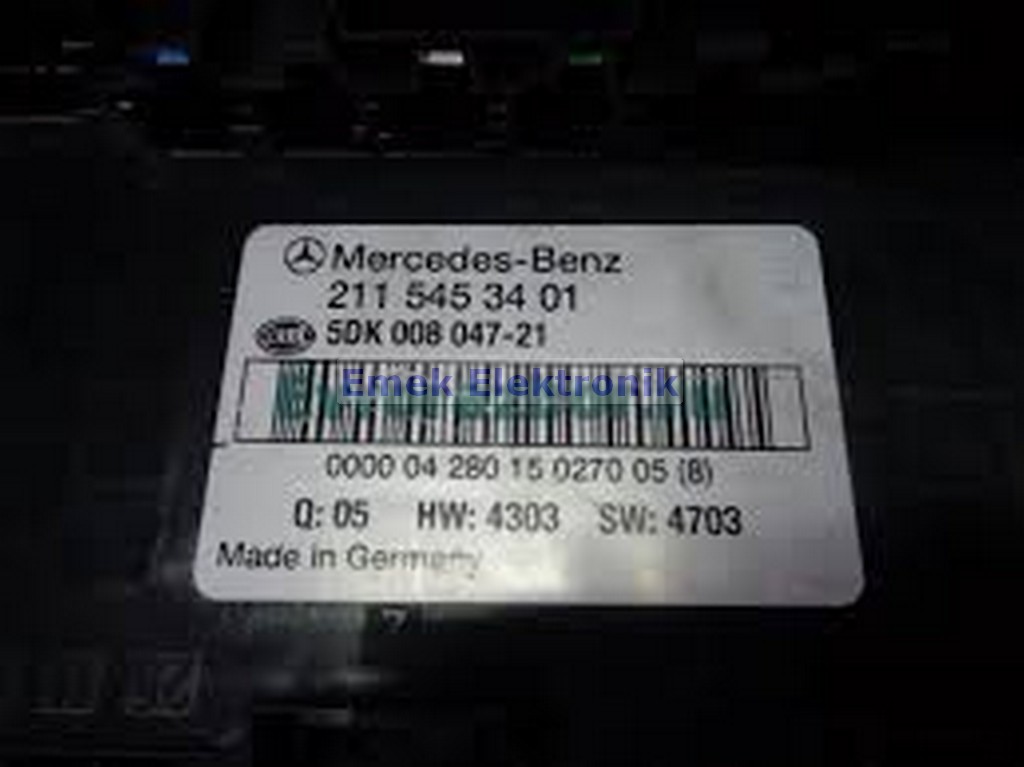 Mercedes-Benz
211 545 34 01
HELLA 5DK 008 047-21
Emek Elektronik
0000 04 280 15 0270 05 (8)
Q: 05 HW: 4303 SW: 4703
Made in Germany